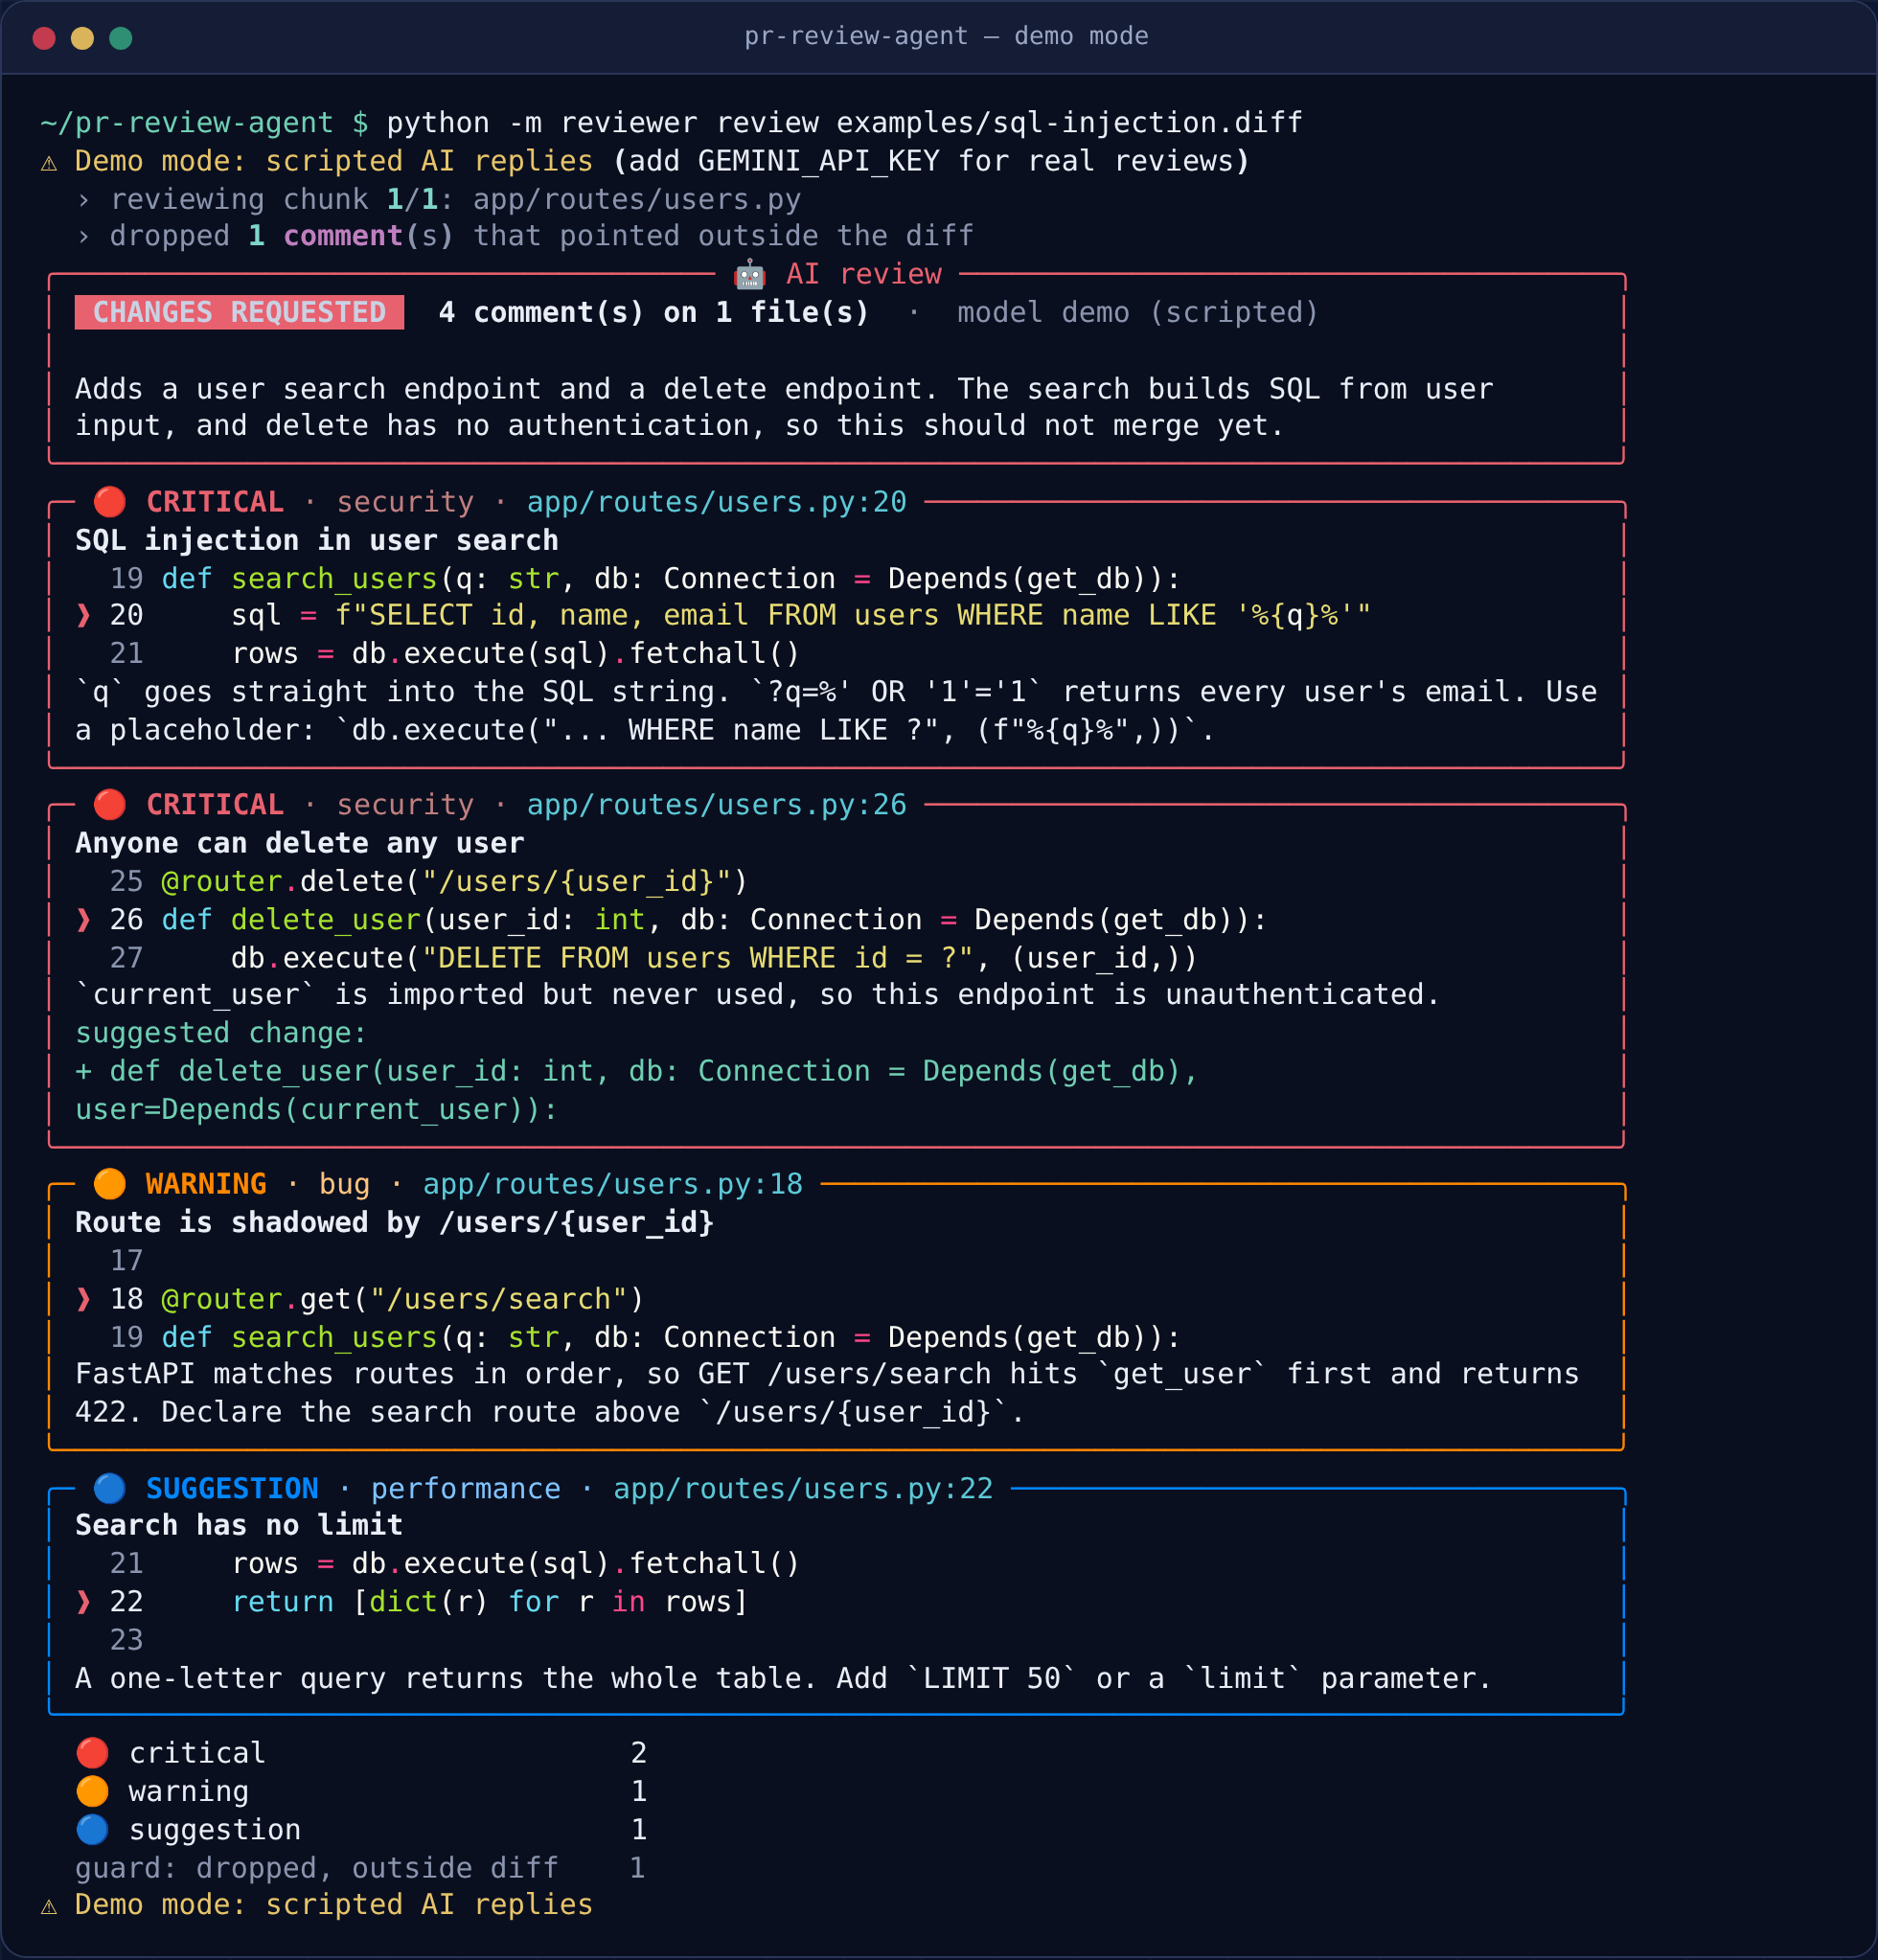 pr-review-agent — demo mode
~/pr-review-agent $ python -m reviewer review examples/sql-injection.diff
⚠ Demo mode: scripted AI replies (add GEMINI_API_KEY for real reviews)
› reviewing chunk 1/1: app/routes/users.py
› dropped 1 comment(s) that pointed outside the diff
🤖 AI review
CHANGES REQUESTED 4 comment(s) on 1 file(s) · model demo (scripted)
Adds a user search endpoint and a delete endpoint. The search builds SQL from user
input, and delete has no authentication, so this should not merge yet.
🔴 CRITICAL · security · app/routes/users.py:20
SQL injection in user search
19 def search_users(q: str, db: Connection = Depends(get_db)):
❱ 20     sql = f"SELECT id, name, email FROM users WHERE name LIKE '%{q}%'"
21     rows = db.execute(sql).fetchall()
`q` goes straight into the SQL string. `?q=%' OR '1'='1` returns every user's email. Use
a placeholder: `db.execute("... WHERE name LIKE ?", (f"%{q}%",))`.
🔴 CRITICAL · security · app/routes/users.py:26
Anyone can delete any user
25 @router.delete("/users/{user_id}")
❱ 26 def delete_user(user_id: int, db: Connection = Depends(get_db)):
27     db.execute("DELETE FROM users WHERE id = ?", (user_id,))
`current_user` is imported but never used, so this endpoint is unauthenticated.
suggested change:
+ def delete_user(user_id: int, db: Connection = Depends(get_db),
user=Depends(current_user)):
🟠 WARNING · bug · app/routes/users.py:18
Route is shadowed by /users/{user_id}
17
❱ 18 @router.get("/users/search")
19 def search_users(q: str, db: Connection = Depends(get_db)):
FastAPI matches routes in order, so GET /users/search hits `get_user` first and returns
422. Declare the search route above `/users/{user_id}`.
🔵 SUGGESTION · performance · app/routes/users.py:22
Search has no limit
21     rows = db.execute(sql).fetchall()
❱ 22     return [dict(r) for r in rows]
23
A one-letter query returns the whole table. Add `LIMIT 50` or a `limit` parameter.
🔴 critical 2
🟠 warning 1
🔵 suggestion 1
guard: dropped, outside diff 1
⚠ Demo mode: scripted AI replies